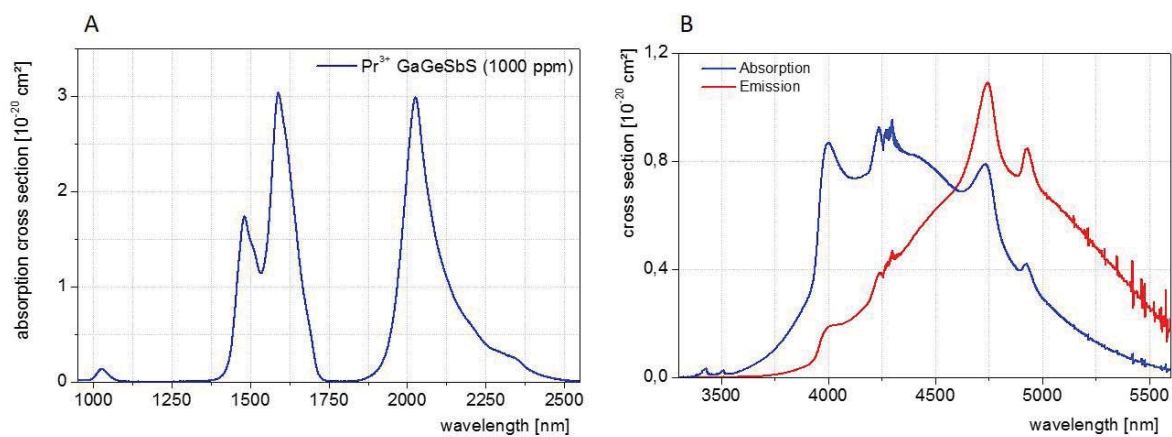 A
absorption cross section [10⁻²⁰ cm²]
3
2
1
0
Pr³⁺ GaGeSbS (1000 ppm)
1000 1250 1500 1750 2000 2250 2500
wavelength [nm]
B
cross section [10⁻²⁰ cm²]
1,2
0,8
0,4
0,0
Absorption
Emission
3500 4000 4500 5000 5500
wavelength [nm]